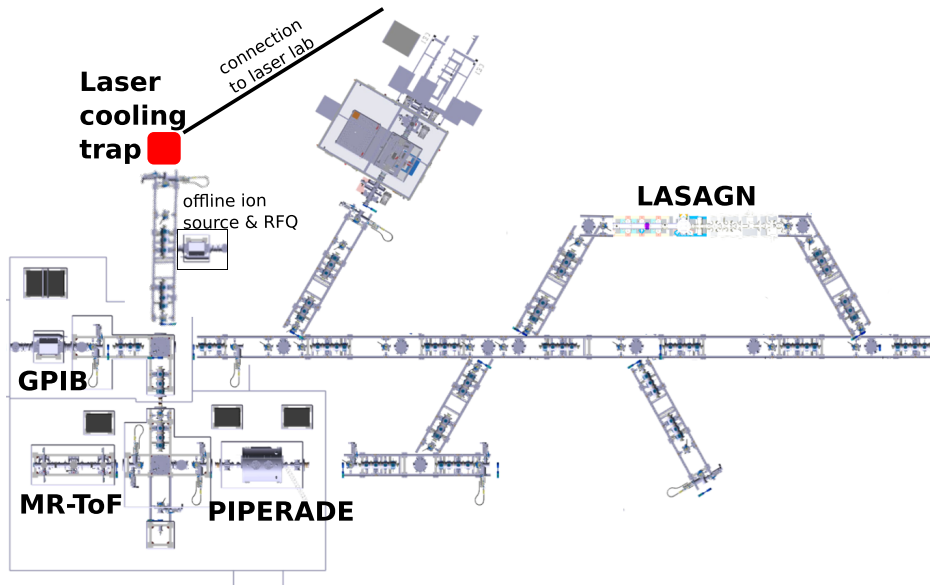 connection
to laser lab
Laser
cooling
trap
offline ion
source & RFQ
LASAGN
GPIB
MR-ToF
PIPERADE